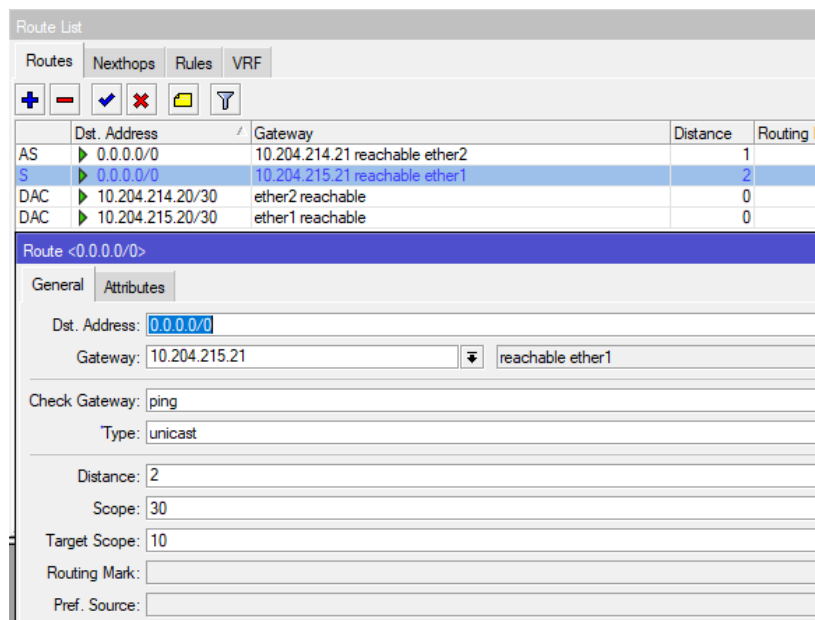 Route List
Routes Nexthops Rules VRF
Dst. Address Gateway Distance Routing
AS 0.0.0.0/0 10.204.214.21 reachable ether2 1
S 0.0.0.0/0 10.204.215.21 reachable ether1 2
DAC 10.204.214.20/30 ether2 reachable 0
DAC 10.204.215.20/30 ether1 reachable 0
Route <0.0.0.0/0>
General Attributes
Dst. Address: 0.0.0.0/0
Gateway: 10.204.215.21 reachable ether1
Check Gateway: ping
Type: unicast
Distance: 2
Scope: 30
Target Scope: 10
Routing Mark:
Pref. Source: